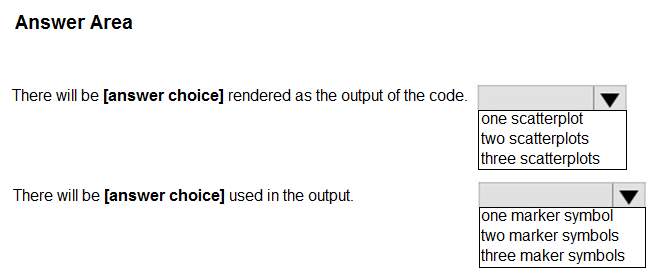 Answer Area
There will be [answer choice] rendered as the output of the code.
one scatterplot
two scatterplots
three scatterplots
There will be [answer choice] used in the output.
one marker symbol
two marker symbols
three maker symbols